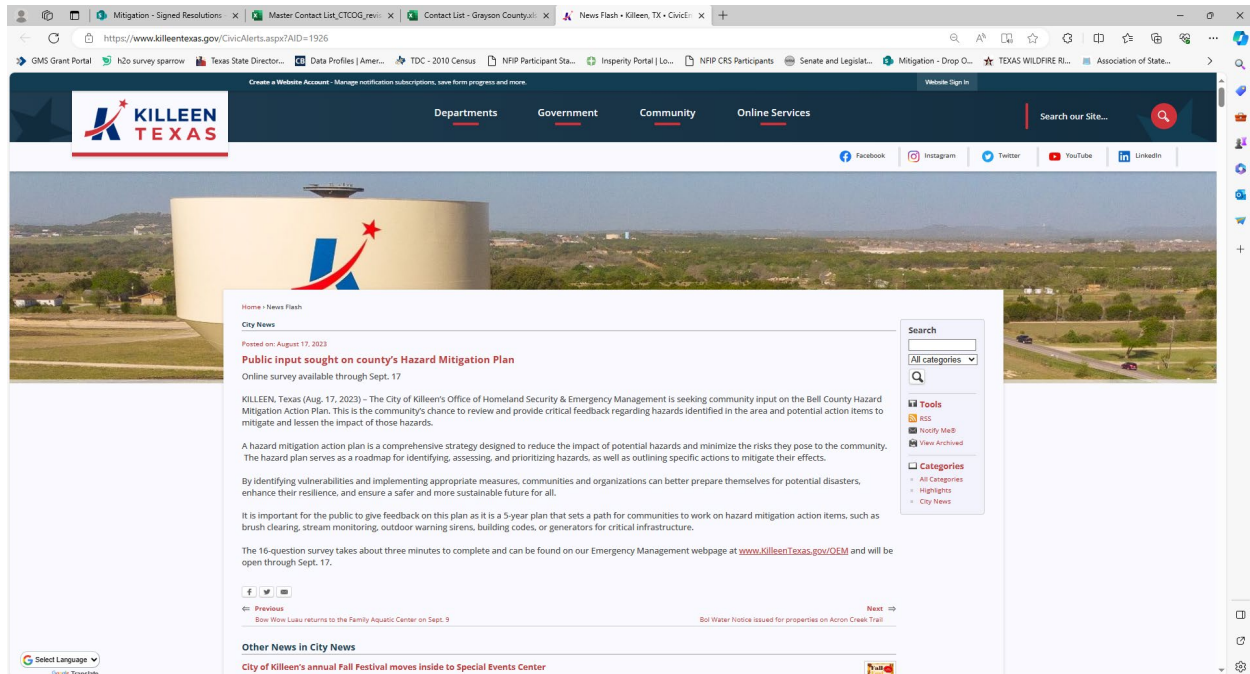 Mitigation - Signed Resolutions -
Master Contact List_CTCOG_revis
Contact List - Grayson County.xls
News Flash • Killeen, TX • CivicEn
https://www.killeentexas.gov/CivicAlerts.aspx?AID=1926
GMS Grant Portal
h2o survey sparrow
Texas State Director...
Data Profiles | Amer...
TDC - 2010 Census
NFIP Participant Sta...
Insperity Portal | Lo...
NFIP CRS Participants
Senate and Legislat...
Mitigation - Drop O...
TEXAS WILDFIRE RI...
Association of State...
Create a Website Account - Manage notification subscriptions, save form progress and more.
Website Sign In
KILLEEN
TEXAS
Departments
Government
Community
Online Services
Search our Site...
Facebook
Instagram
Twitter
YouTube
LinkedIn
Home › News Flash
City News
Posted on: August 17, 2023
Public input sought on county's Hazard Mitigation Plan
Online survey available through Sept. 17
KILLEEN, Texas (Aug. 17, 2023) – The City of Killeen's Office of Homeland Security & Emergency Management is seeking community input on the Bell County Hazard
Mitigation Action Plan. This is the community's chance to review and provide critical feedback regarding hazards identified in the area and potential action items to
mitigate and lessen the impact of those hazards.
A hazard mitigation action plan is a comprehensive strategy designed to reduce the impact of potential hazards and minimize the risks they pose to the community.
The hazard plan serves as a roadmap for identifying, assessing, and prioritizing hazards, as well as outlining specific actions to mitigate their effects.
By identifying vulnerabilities and implementing appropriate measures, communities and organizations can better prepare themselves for potential disasters,
enhance their resilience, and ensure a safer and more sustainable future for all.
It is important for the public to give feedback on this plan as it is a 5-year plan that sets a path for communities to work on hazard mitigation action items, such as
brush clearing, stream monitoring, outdoor warning sirens, building codes, or generators for critical infrastructure.
The 16-question survey takes about three minutes to complete and can be found on our Emergency Management webpage at www.KilleenTexas.gov/OEM and will be
open through Sept. 17.
Previous
Bow Wow Luau returns to the Family Aquatic Center on Sept. 9
Next
Bol Water Notice issued for properties on Acron Creek Trail
Other News in City News
City of Killeen's annual Fall Festival moves inside to Special Events Center
Search
All categories
Tools
RSS
Notify Me®
View Archived
Categories
All Categories
Highlights
City News
Fall
Select Language
Google Translate